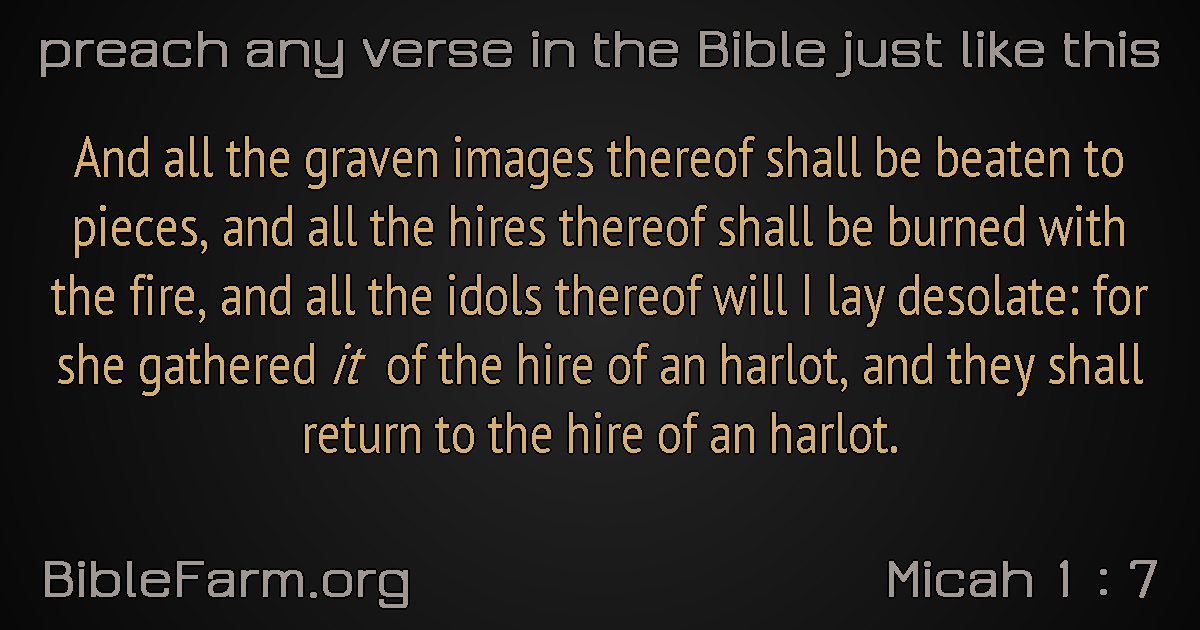 preach any verse in the Bible just like this
And all the graven images thereof shall be beaten to
pieces, and all the hires thereof shall be burned with
the fire, and all the idols thereof will I lay desolate: for
she gathered it of the hire of an harlot, and they shall
return to the hire of an harlot.
BibleFarm.org
Micah 1 : 7